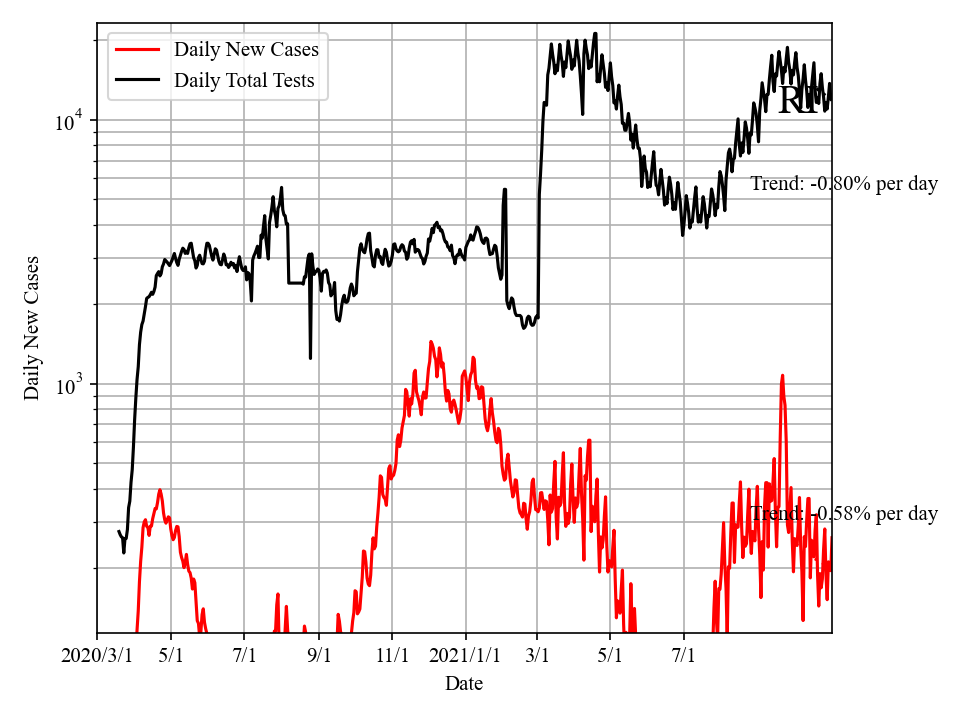 Daily New Cases
Daily Total Tests
10^4
RI
Trend: -0.80% per day
Daily New Cases
10^3
Trend: -0.58% per day
2020/3/1 5/1 7/1 9/1 11/1 2021/1/1 3/1 5/1 7/1
Date